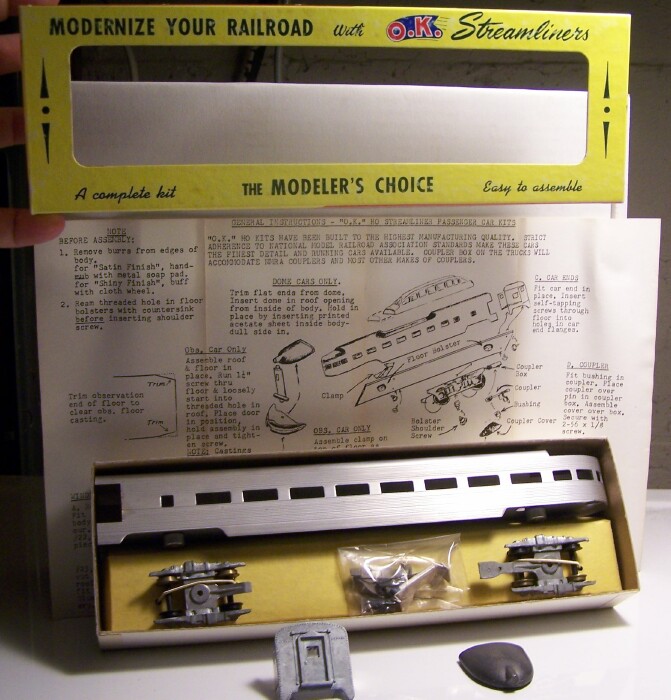 MODERNIZE YOUR RAILROAD with O.K. Streamliners
A complete kit THE MODELER'S CHOICE Easy to assemble
GENERAL INSTRUCTIONS - "O.K." HO STREAMLINER PASSENGER CAR KITS
"O.K." HO KITS HAVE BEEN BUILT TO THE HIGHEST MANUFACTURING QUALITY. STRICT
ADHERENCE TO NATIONAL MODEL RAILROAD ASSOCIATION STANDARDS MAKE THESE CARS
THE FINEST DETAIL AND RUNNING CARS AVAILABLE. COUPLER BOX ON THE TRUCKS WILL
ACCOMMODATE COUPLERS AND MOST OTHER MAKES OF COUPLERS.
NOTE
BEFORE ASSEMBLY:
1. Remove burrs from edges of
body,
for "Satin Finish", hand-
rub with metal soap pad,
for "Shiny Finish", buff
with cloth wheel.
2. Ream threaded hole in floor
bolsters with countersink
before inserting shoulder
screw.
DOME CARS ONLY.
Trim flat ends from dome.
Insert dome in roof opening
from inside of body. Hold in
place by inserting printed
acetate sheet inside body-
dull side in.
C. CAR ENDS
Fit car end in
place. Insert
self-tapping
screws through
floor into
holes in car
end flanges.
Obs. Car Only
Assemble roof
& floor in
place. Run 1¼"
screw thru
floor & loosely
start into
threaded hole in
roof. Place door
in position.
Hold assembly in
place and tight-
en screw.
NOTE: Castings
Trim
Trim observation
end of floor to
clear obs. floor
casting.
Trim
Clamp
Floor Bolster
Coupler
Box
Coupler
Bushing
Coupler Cover
Bolster
Shoulder
Screw
OBS. CAR ONLY
Assemble clamp on
COUPLER
Fit bushing in
coupler. Place
coupler over
pin in coupler
box. Assemble
cover over box.
Secure with
2-56 x 1/8
screw.